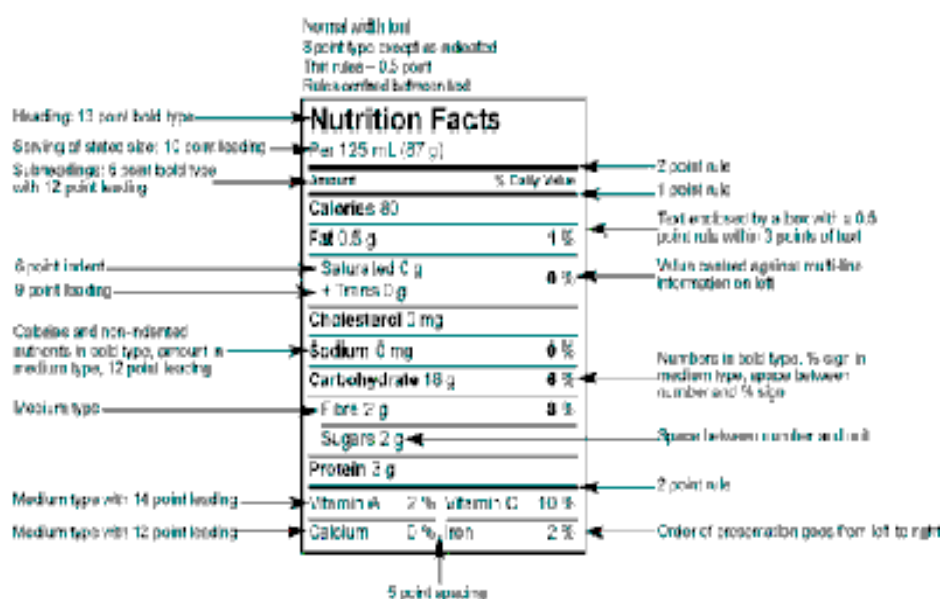 Normal width font
8 point type except as indicated
Thin rules – 0.5 point
Rules centred between text
Heading: 13 point bold type
Nutrition Facts
Serving of stated size: 10 point leading
Per 125 mL (87 g)
Subheadings: 6 point bold type
with 12 point leading
2 point rule
Amount % Daily Value
1 point rule
Calories 80
Text enclosed by a box with a 0.5
point rule within 3 points of text
Fat 0.5 g 1 %
6 point indent
Saturated 0 g
0 %
Value centred against multi-line
information on left
9 point leading
+ Trans 0 g
Cholesterol 0 mg
Calories and non-indented
nutrients in bold type, amount in
medium type, 12 point leading
Sodium 0 mg 0 %
Carbohydrate 18 g 6 %
Numbers in bold type, % sign in
medium type, space between
number and % sign
Medium type
Fibre 2 g 8 %
Sugars 2 g
Space between number and unit
Protein 3 g
2 point rule
Medium type with 14 point leading
Vitamin A 2 % Vitamin C 10 %
Medium type with 12 point leading
Calcium 0 % Iron 2 %
Order of presentation goes from left to right
5 point spacing